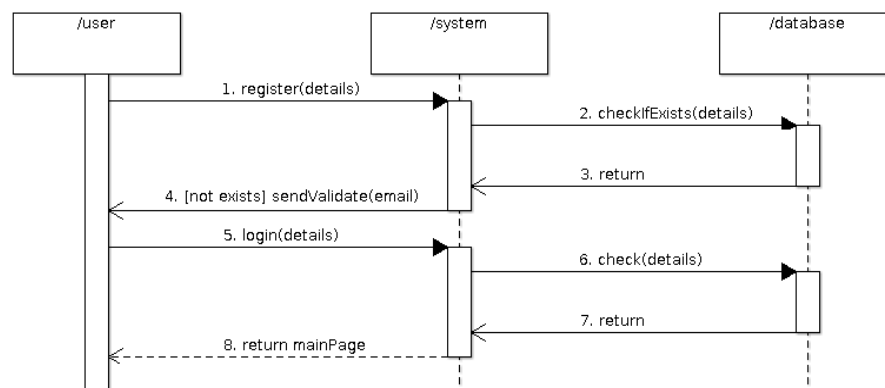 /user
/system
/database
1. register(details)
2. checkIfExists(details)
3. return
4. [not exists] sendValidate(email)
5. login(details)
6. check(details)
7. return
8. return mainPage